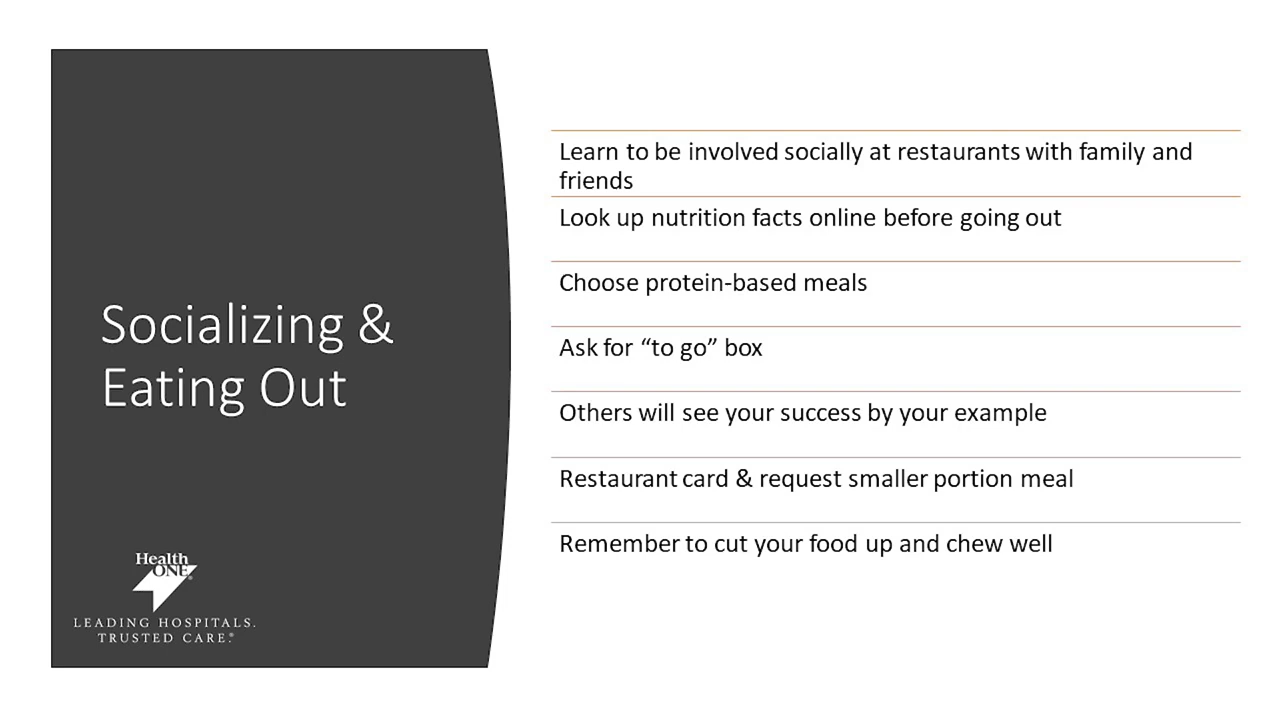 Socializing &
Eating Out
Health
ONE®
LEADING HOSPITALS.
TRUSTED CARE.®
Learn to be involved socially at restaurants with family and
friends
Look up nutrition facts online before going out
Choose protein-based meals
Ask for “to go” box
Others will see your success by your example
Restaurant card & request smaller portion meal
Remember to cut your food up and chew well